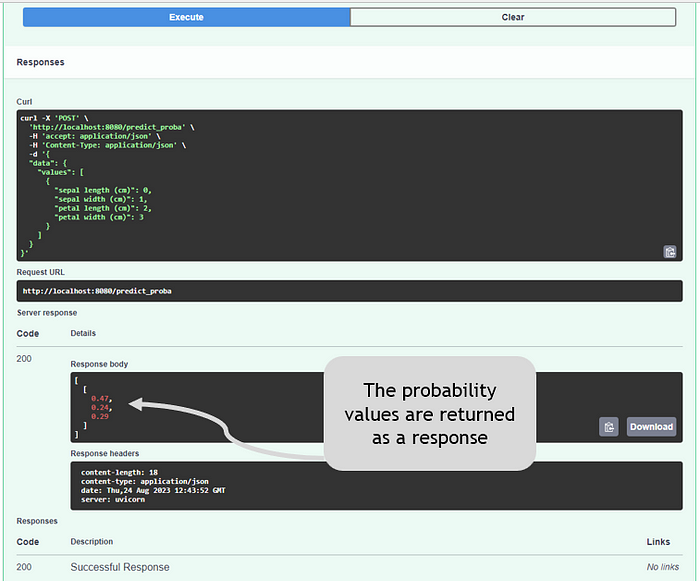 Execute
Clear
Responses
Curl
curl -X 'POST' \
'http://localhost:8080/predict_proba' \
-H 'accept: application/json' \
-H 'Content-Type: application/json' \
-d '{
"data": {
"values": [
{
"sepal length (cm)": 0,
"sepal width (cm)": 1,
"petal length (cm)": 2,
"petal width (cm)": 3
}
]
}
}'
Request URL
http://localhost:8080/predict_proba
Server response
Code
Details
200
Response body
[
[
0.47,
0.24,
0.29
]
]
The probability
values are returned
as a response
Download
Response headers
content-length: 18
content-type: application/json
date: Thu,24 Aug 2023 12:43:52 GMT
server: uvicorn
Responses
Code
Description
Links
200
Successful Response
No links